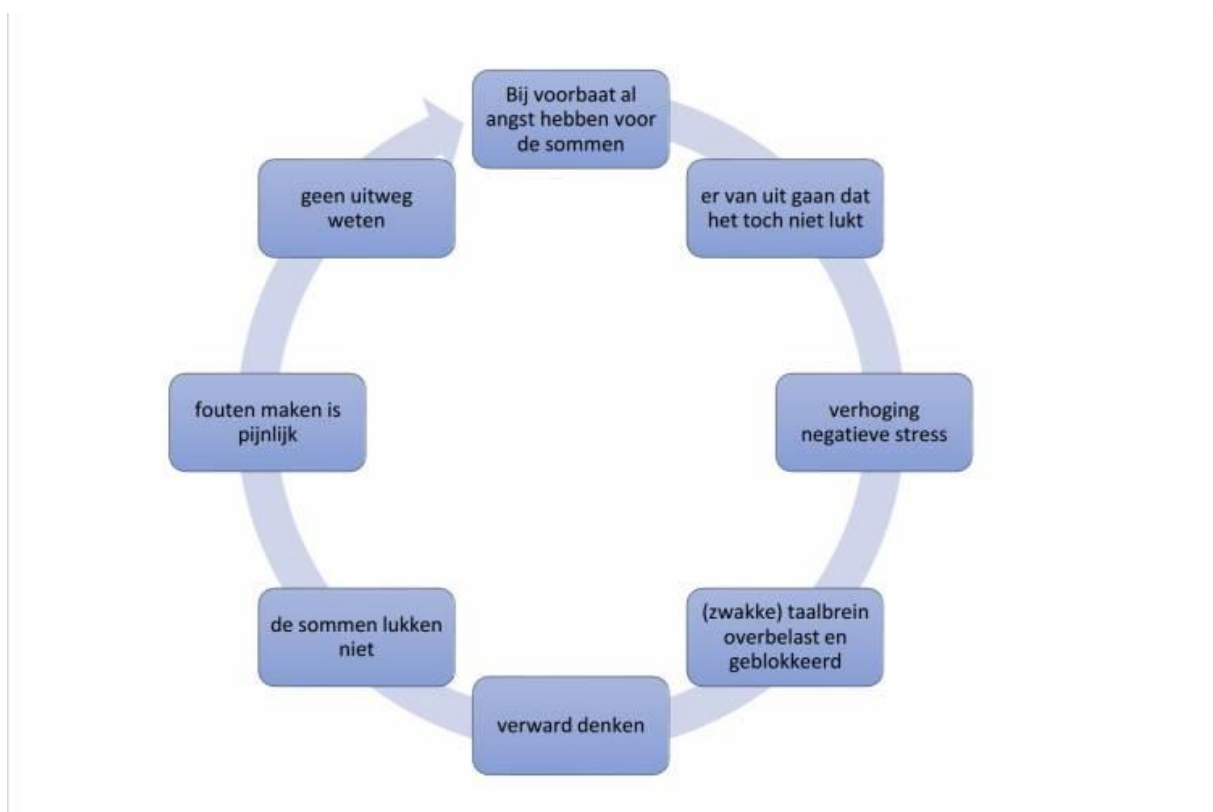 Bij voorbaat al
angst hebben voor
de sommen
er van uit gaan dat
het toch niet lukt
verhoging
negatieve stress
(zwakke) taalbrein
overbelast en
geblokkeerd
verward denken
de sommen lukken
niet
fouten maken is
pijnlijk
geen uitweg
weten